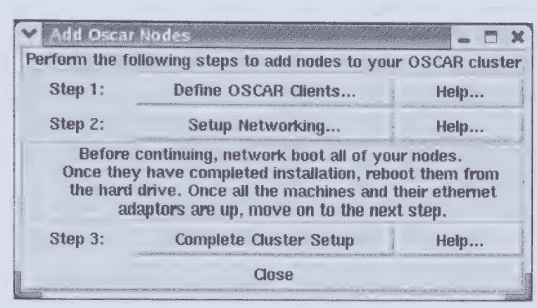 Add Oscar Nodes
Perform the following steps to add nodes to your OSCAR cluster
Step 1: Define OSCAR Clients... Help...
Step 2: Setup Networking... Help...
Before continuing, network boot all of your nodes.
Once they have completed installation, reboot them from
the hard drive. Once all the machines and their ethernet
adaptors are up, move on to the next step.
Step 3: Complete Cluster Setup Help...
Close